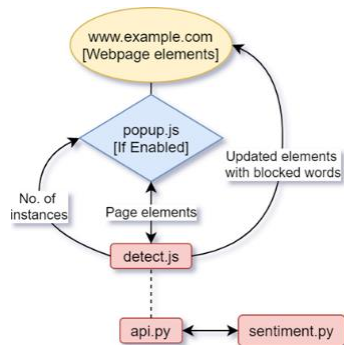 www.example.com
[Webpage elements]
popup.js
[If Enabled]
Updated elements
with blocked words
No. of
instances
Page elements
detect.js
api.py
sentiment.py